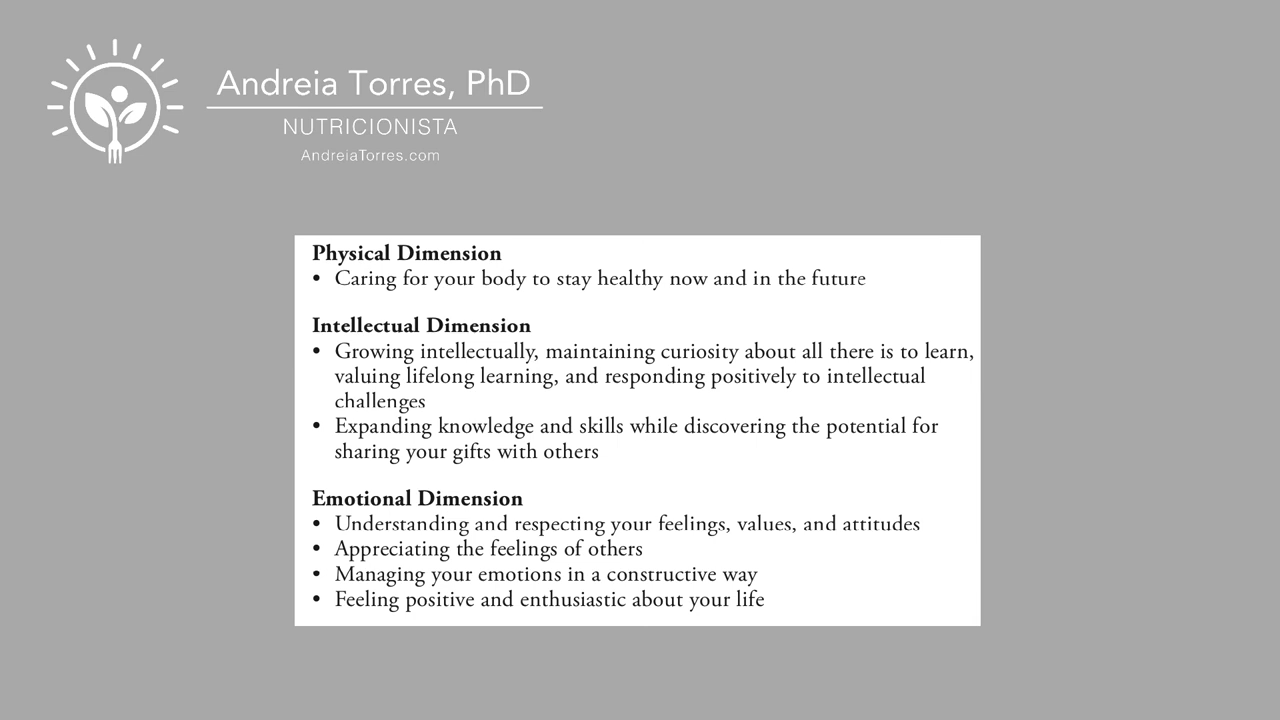 Andreia Torres, PhD
NUTRICIONISTA
AndreiaTorres.com
Physical Dimension
• Caring for your body to stay healthy now and in the future
Intellectual Dimension
• Growing intellectually, maintaining curiosity about all there is to learn,
valuing lifelong learning, and responding positively to intellectual
challenges
• Expanding knowledge and skills while discovering the potential for
sharing your gifts with others
Emotional Dimension
• Understanding and respecting your feelings, values, and attitudes
• Appreciating the feelings of others
• Managing your emotions in a constructive way
• Feeling positive and enthusiastic about your life